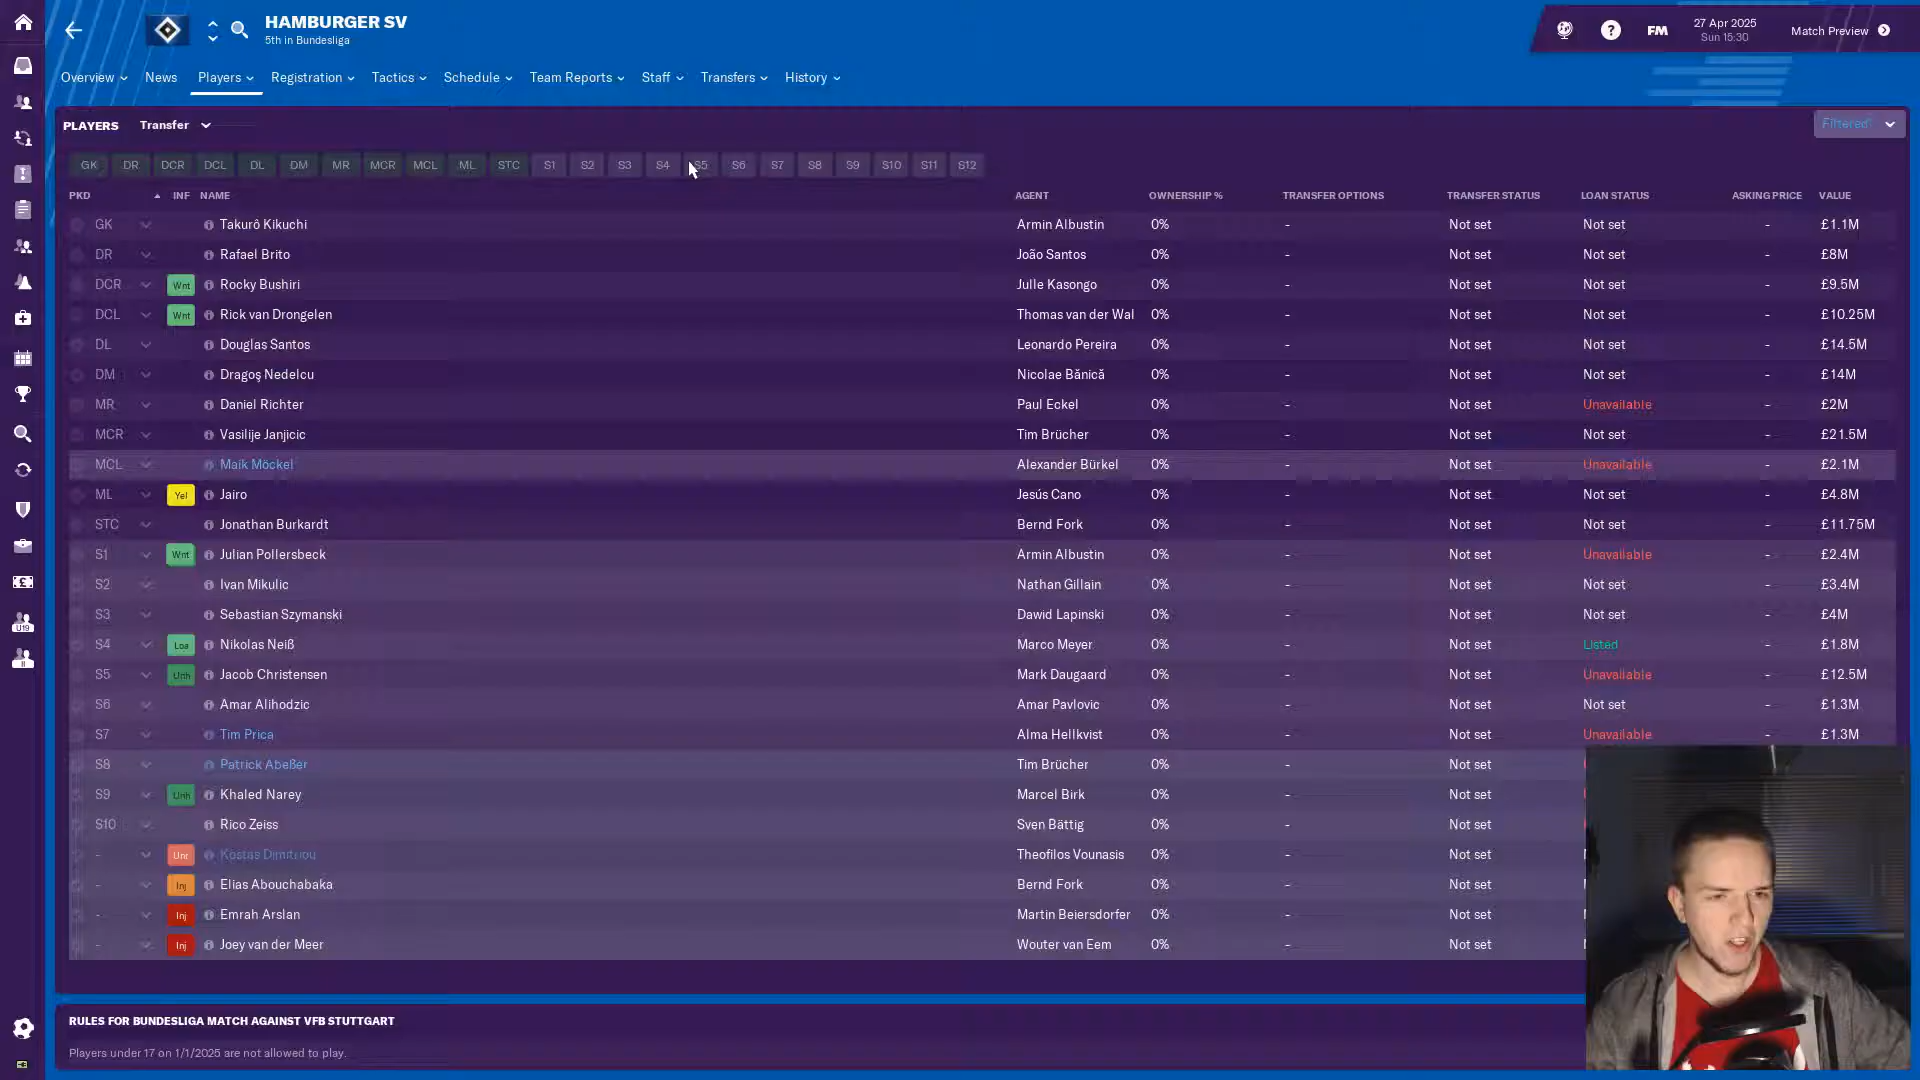 HAMBURGER SV
5th in Bundesliga
FM
27 Apr 2025
Sun 15:30
Match Preview
Overview News Players Registration Tactics Schedule Team Reports Staff Transfers History
PLAYERS Transfer Filtered
GK DR DCR DCL DL DM MR MCR MCL ML STC S1 S2 S3 S4 S5 S6 S7 S8 S9 S10 S11 S12
PKD INF NAME AGENT OWNERSHIP % TRANSFER OPTIONS TRANSFER STATUS LOAN STATUS ASKING PRICE VALUE
GK Takurô Kikuchi Armin Albustin 0% - Not set Not set - £1.1M
DR Rafael Brito João Santos 0% - Not set Not set - £8M
DCR Wnt Rocky Bushiri Julle Kasongo 0% - Not set Not set - £9.5M
DCL Wnt Rick van Drongelen Thomas van der Wal 0% - Not set Not set - £10.25M
DL Douglas Santos Leonardo Pereira 0% - Not set Not set - £14.5M
DM Dragoş Nedelcu Nicolae Bănică 0% - Not set Not set - £14M
MR Daniel Richter Paul Eckel 0% - Not set Unavailable - £2M
MCR Vasilije Janjicic Tim Brücher 0% - Not set Not set - £21.5M
MCL Maik Möckel Alexander Bürkel 0% - Not set Unavailable - £2.1M
ML Yel Jairo Jesús Cano 0% - Not set Not set - £4.8M
STC Jonathan Burkardt Bernd Fork 0% - Not set Not set - £11.75M
S1 Wnt Julian Pollersbeck Armin Albustin 0% - Not set Unavailable - £2.4M
S2 Ivan Mikulic Nathan Gillain 0% - Not set Not set - £3.4M
S3 Sebastian Szymanski Dawid Lapinski 0% - Not set Not set - £4M
S4 Loa Nikolas Neiß Marco Meyer 0% - Not set Listed - £1.8M
S5 Unh Jacob Christensen Mark Daugaard 0% - Not set Unavailable - £12.5M
S6 Amar Alihodzic Amar Pavlovic 0% - Not set Not set - £1.3M
S7 Tim Prica Alma Hellkvist 0% - Not set Unavailable - £1.3M
S8 Patrick Abeßer Tim Brücher 0% - Not set
S9 Unh Khaled Narey Marcel Birk 0% - Not set
S10 Rico Zeiss Sven Bättig 0% - Not set
- Unr Kostas Dimitriou Theofilos Vounasis 0% - Not set
- Inj Elias Abouchabaka Bernd Fork 0% - Not set
- Inj Emrah Arslan Martin Beiersdorfer 0% - Not set
- Inj Joey van der Meer Wouter van Eem 0% - Not set
RULES FOR BUNDESLIGA MATCH AGAINST VFB STUTTGART
Players under 17 on 1/1/2025 are not allowed to play.
U19
II